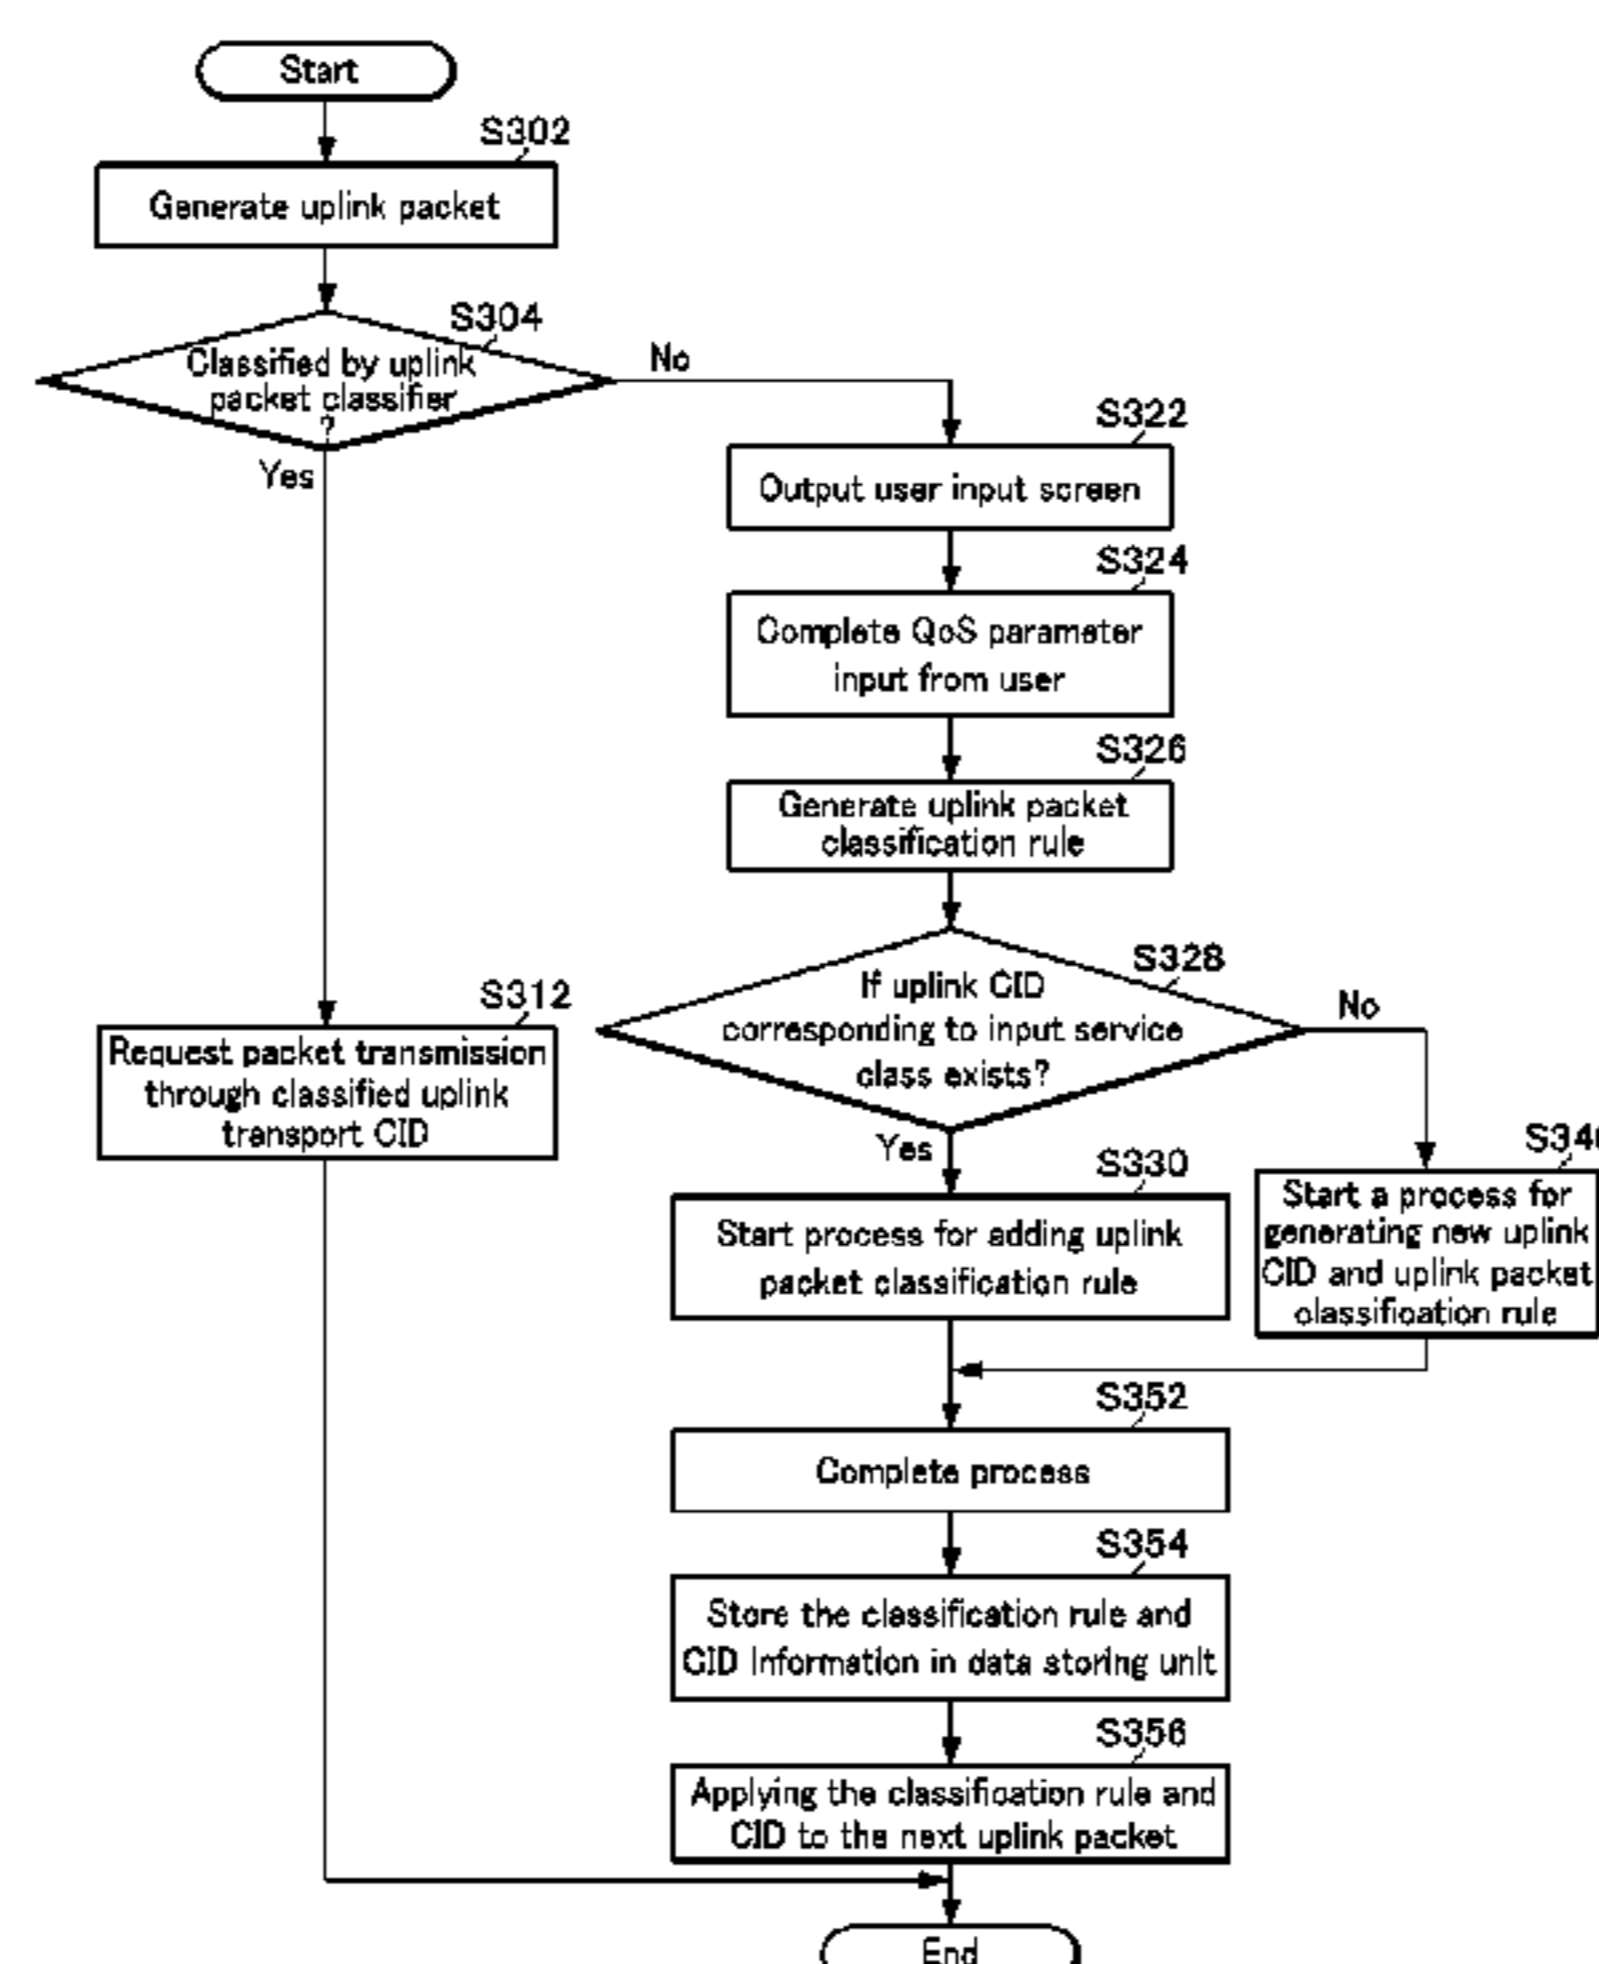 Start
S302
Generate uplink packet
S304
Classified by uplink
packet classifier
?
No
Yes
S322
Output user input screen
S324
Complete QoS parameter
input from user
S326
Generate uplink packet
classification rule
S328
If uplink CID
corresponding to input service
class exists?
No
Yes
S312
Request packet transmission
through classified uplink
transport CID
S330
Start process for adding uplink
packet classification rule
Start a process for
generating new uplink
CID and uplink packet
classification rule
S352
Complete process
S354
Store the classification rule and
CID Information in data storing unit
S356
Applying the classification rule and
CID to the next uplink packet
End